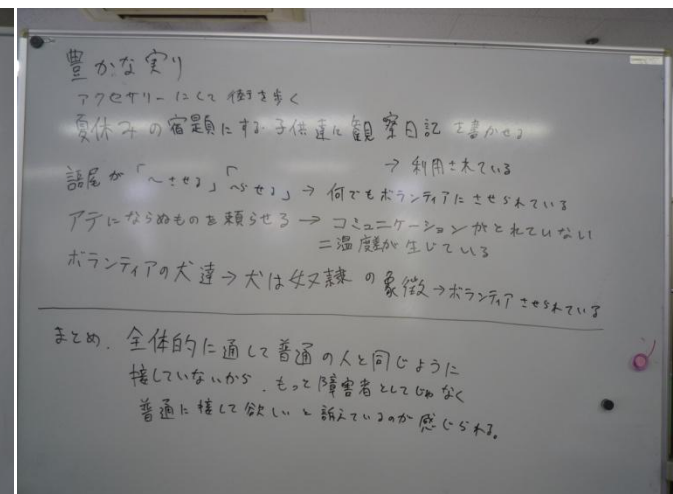 豊かな実り
アクセサリーにして街を歩く
夏休みの宿題にする子供達に観察日記を書かせる
→ 利用されている
語尾が「~させる」「~らせる」→ 何でもボランティアにさせられている
アテにならぬものを頼らせる → コミュニケーションがとれていない
=温度差が生じている
ボランティアの犬達→犬は奴隷の象徴→ボランティアさせられている
まとめ. 全体的に通して普通の人と同じように
接していないから、もっと障害者としてじゃなく
普通に接して欲しいと訴えているのが感じられる。